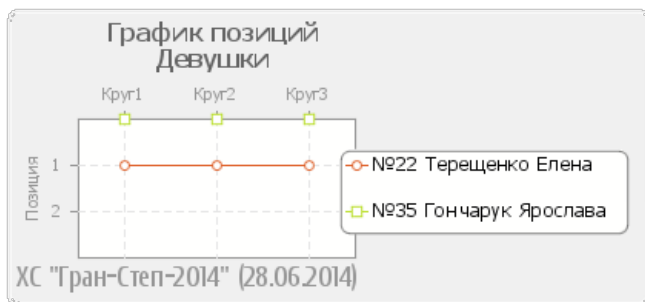 График позиций
Девушки
Круг1 Круг2 Круг3
Позиция
1
2
№22 Терещенко Елена
№35 Гончарук Ярослава
ХС "Гран-Степ-2014" (28.06.2014)